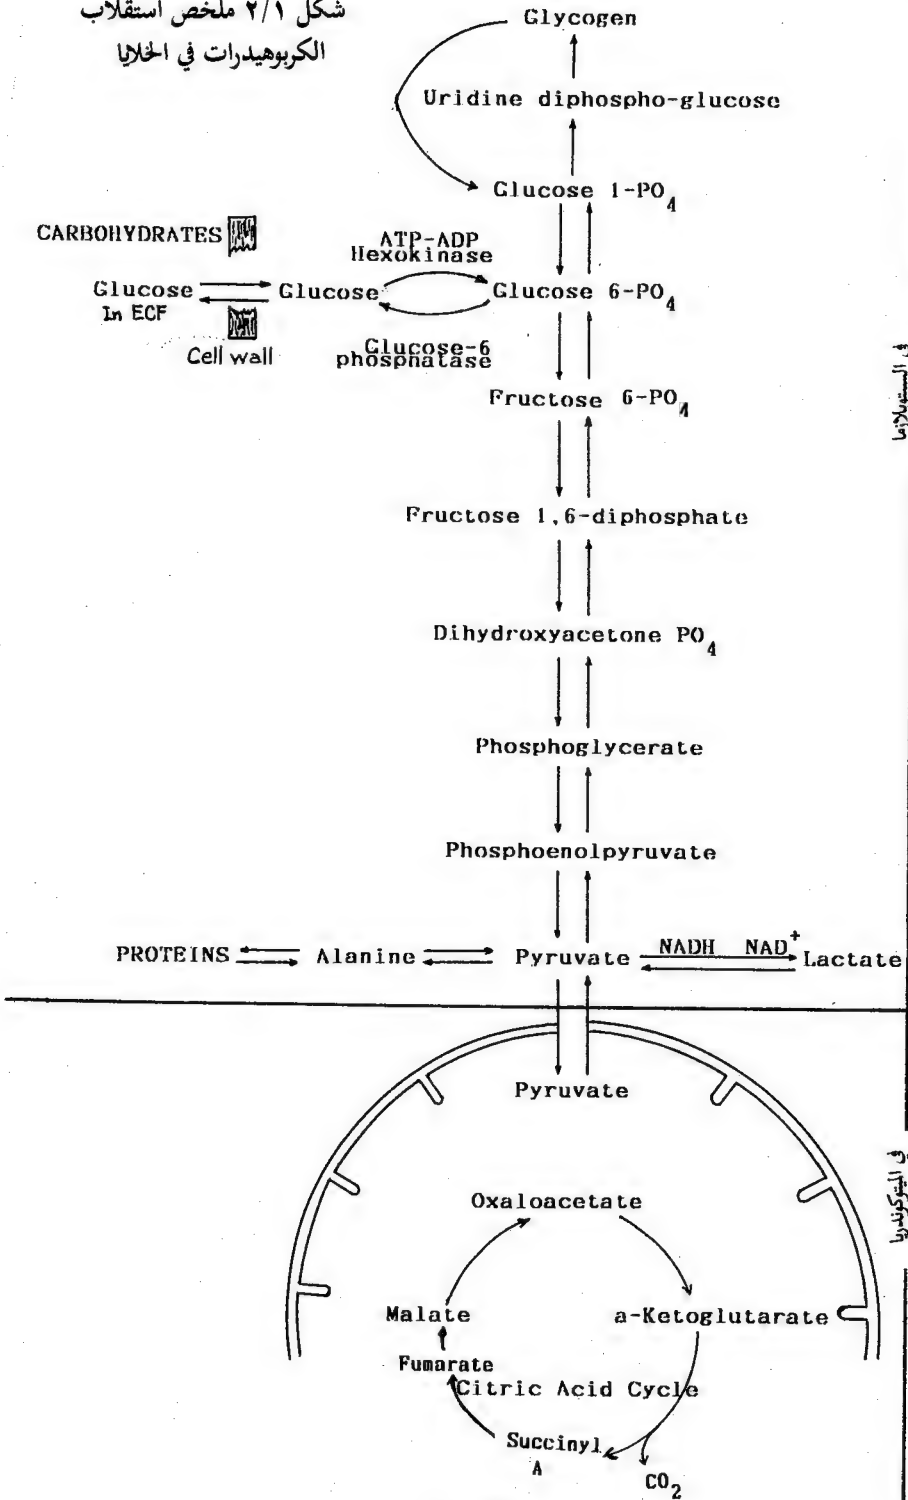 شكل ٢/١ ملخص استقلاب
الكربوهيدرات في الخلايا
Glycogen
Uridine diphospho-glucose
Glucose 1-PO4
CARBOHYDRATES
ATP-ADP
Hexokinase
Glucose
In ECF
Glucose
Glucose 6-PO4
Cell wall
Glucose-6
phosphatase
Fructose 6-PO4
في السيتوبلازما
Fructose 1,6-diphosphate
Dihydroxyacetone PO4
Phosphoglycerate
Phosphoenolpyruvate
PROTEINS
Alanine
Pyruvate
NADH
NAD+
Lactate
Pyruvate
في الميتوكوندريا
Oxaloacetate
Malate
a-Ketoglutarate
Fumarate
Citric Acid Cycle
Succinyl
A
CO2